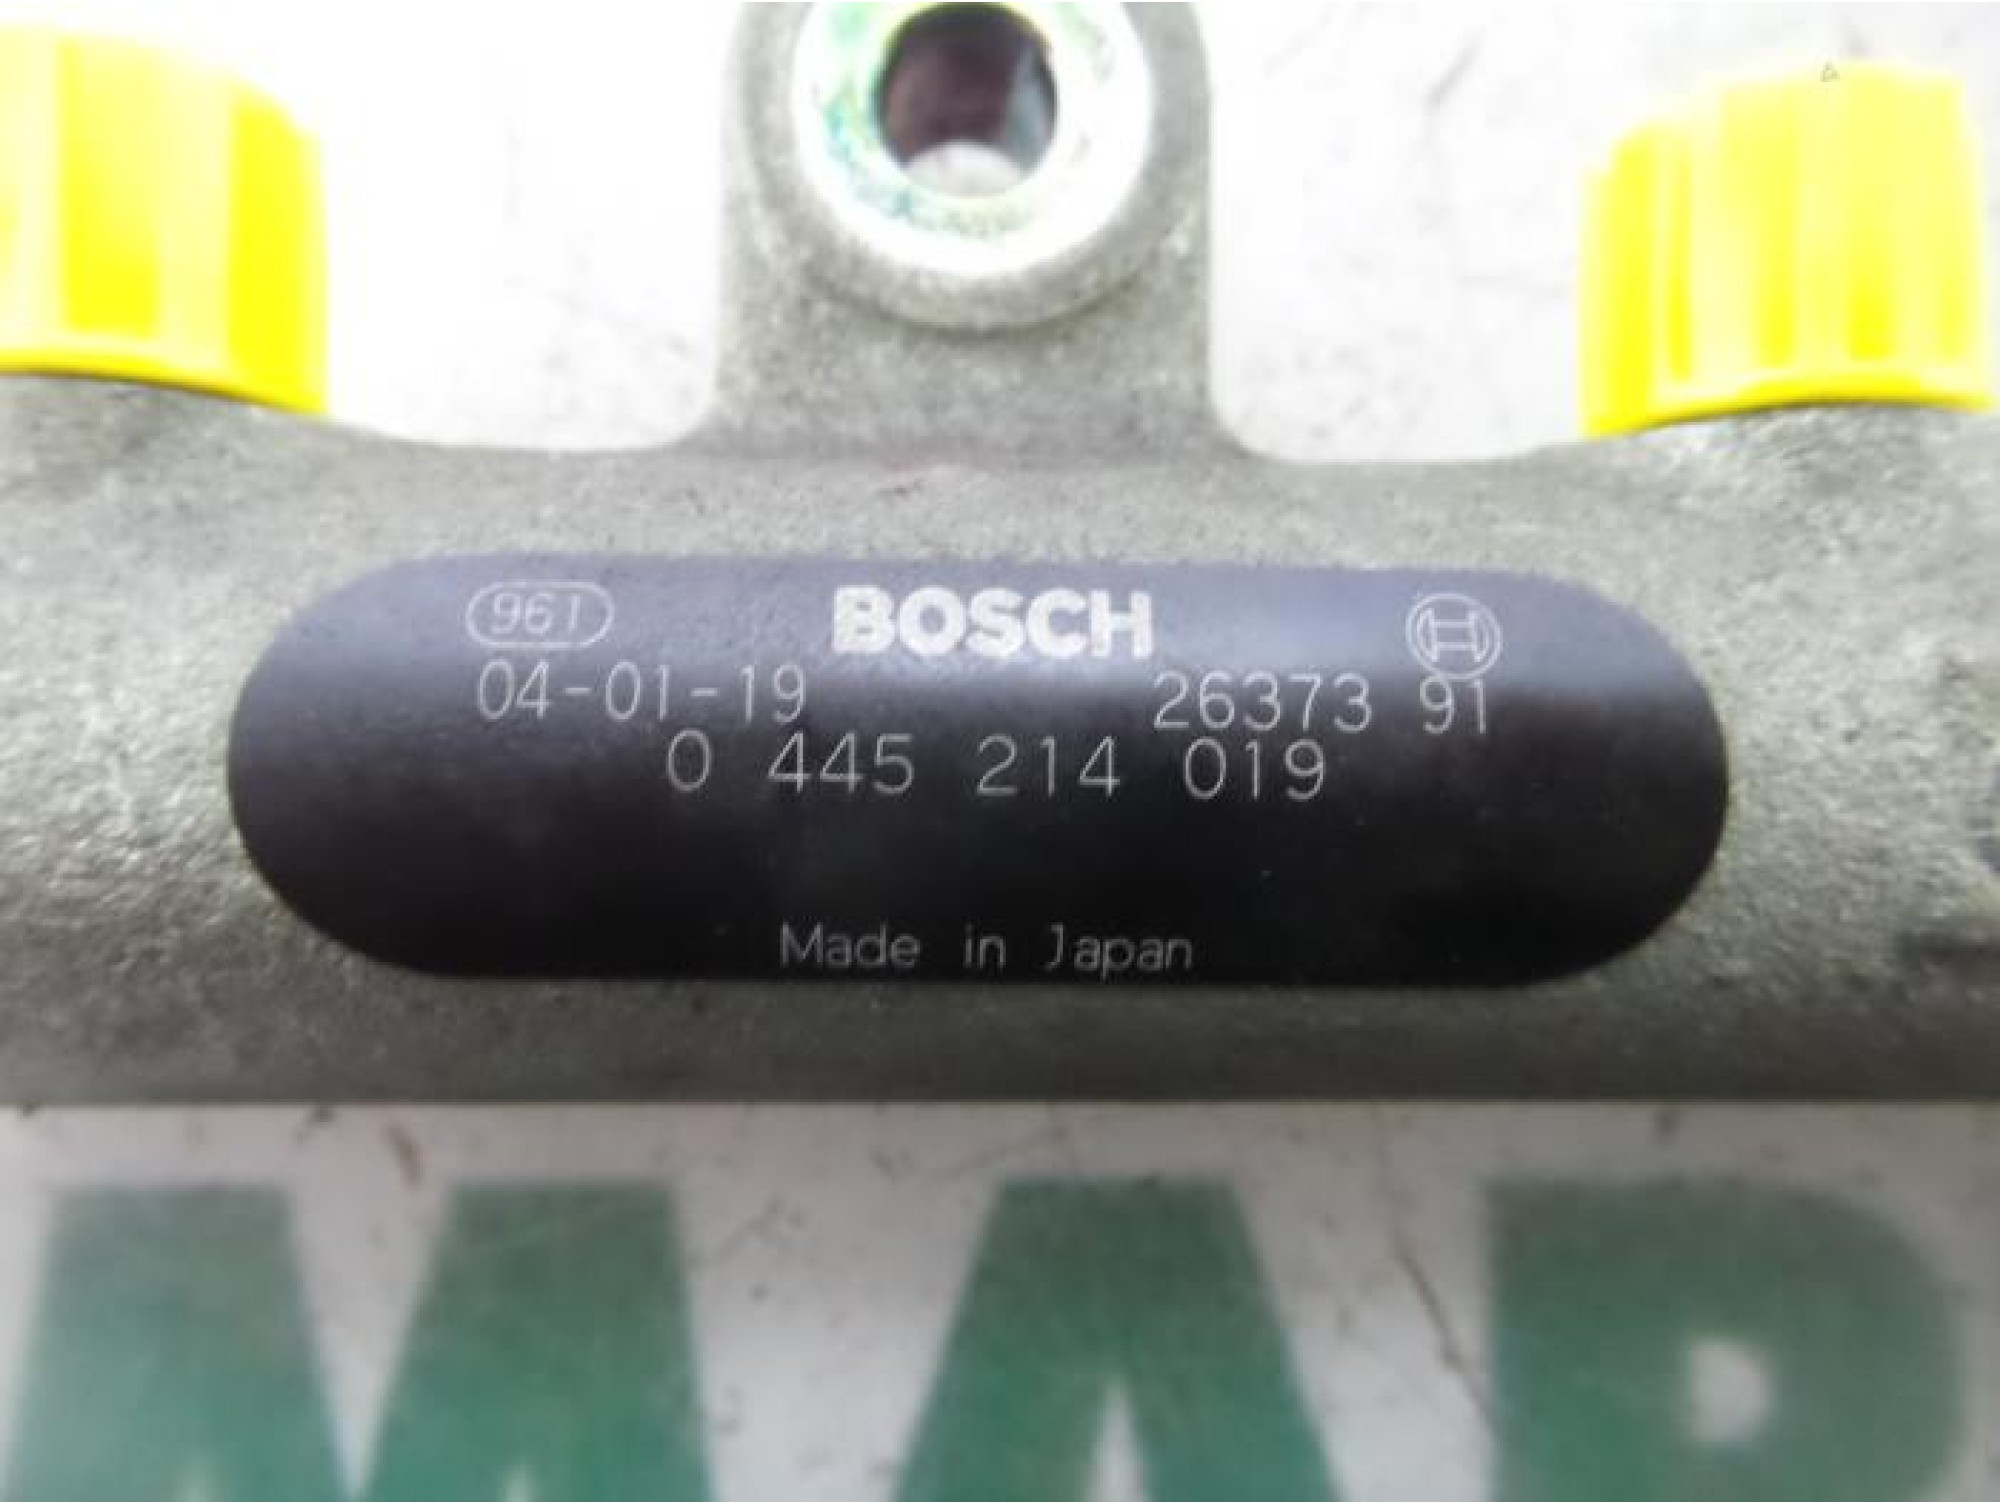 961 BOSCH
04-01-19 26373 91
0 445 214 019
Made in Japan